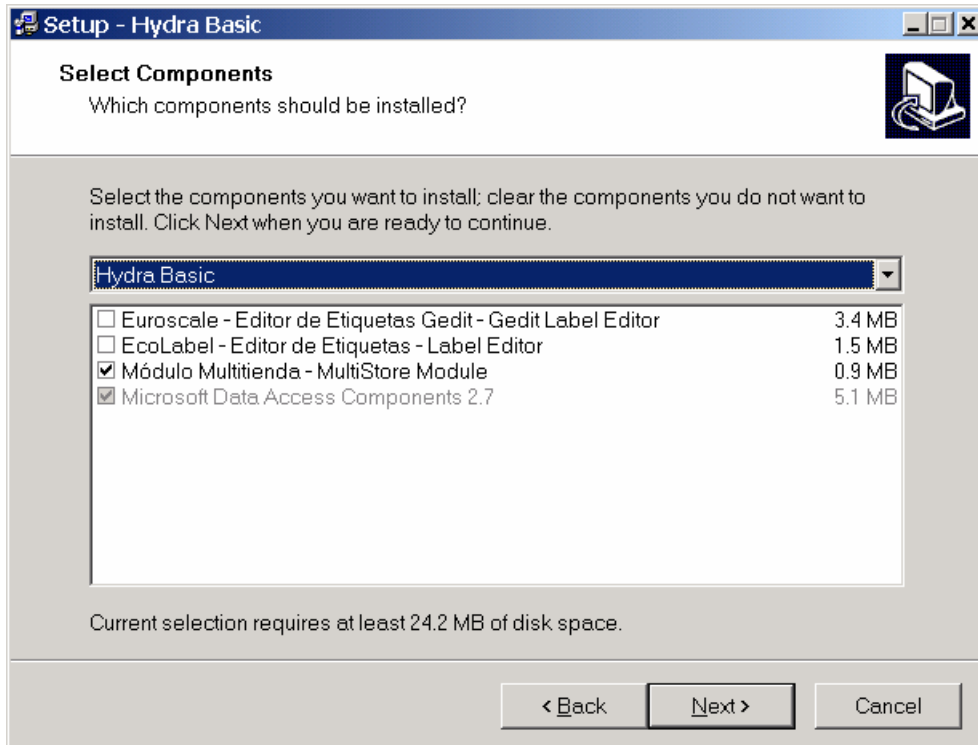 Setup - Hydra Basic
Select Components
Which components should be installed?
Select the components you want to install; clear the components you do not want to
install. Click Next when you are ready to continue.
Hydra Basic
Euroscale - Editor de Etiquetas Gedit - Gedit Label Editor 3.4 MB
EcoLabel - Editor de Etiquetas - Label Editor 1.5 MB
Módulo Multitienda - MultiStore Module 0.9 MB
Microsoft Data Access Components 2.7 5.1 MB
Current selection requires at least 24.2 MB of disk space.
< Back Next > Cancel